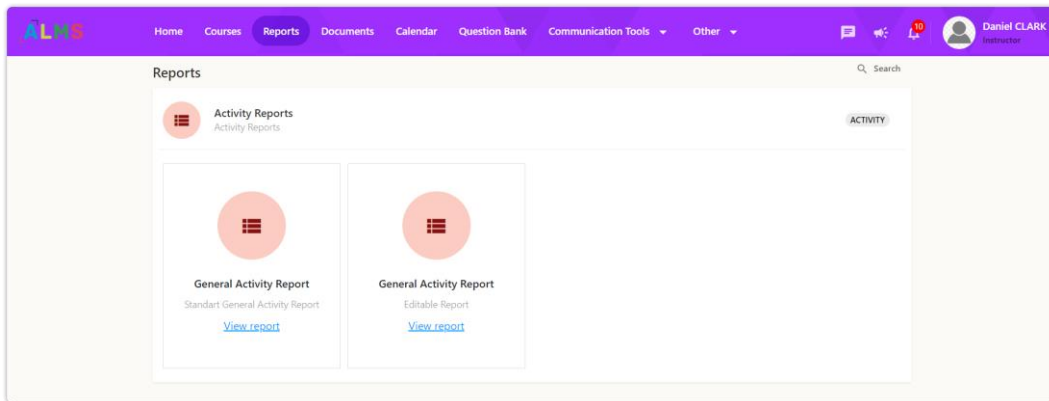 ALMS
Home Courses Reports Documents Calendar Question Bank Communication Tools Other
10
Daniel CLARK
Instructor
Reports
Search
Activity Reports
Activity Reports
ACTIVITY
General Activity Report
Standart General Activity Report
View report
General Activity Report
Editable Report
View report